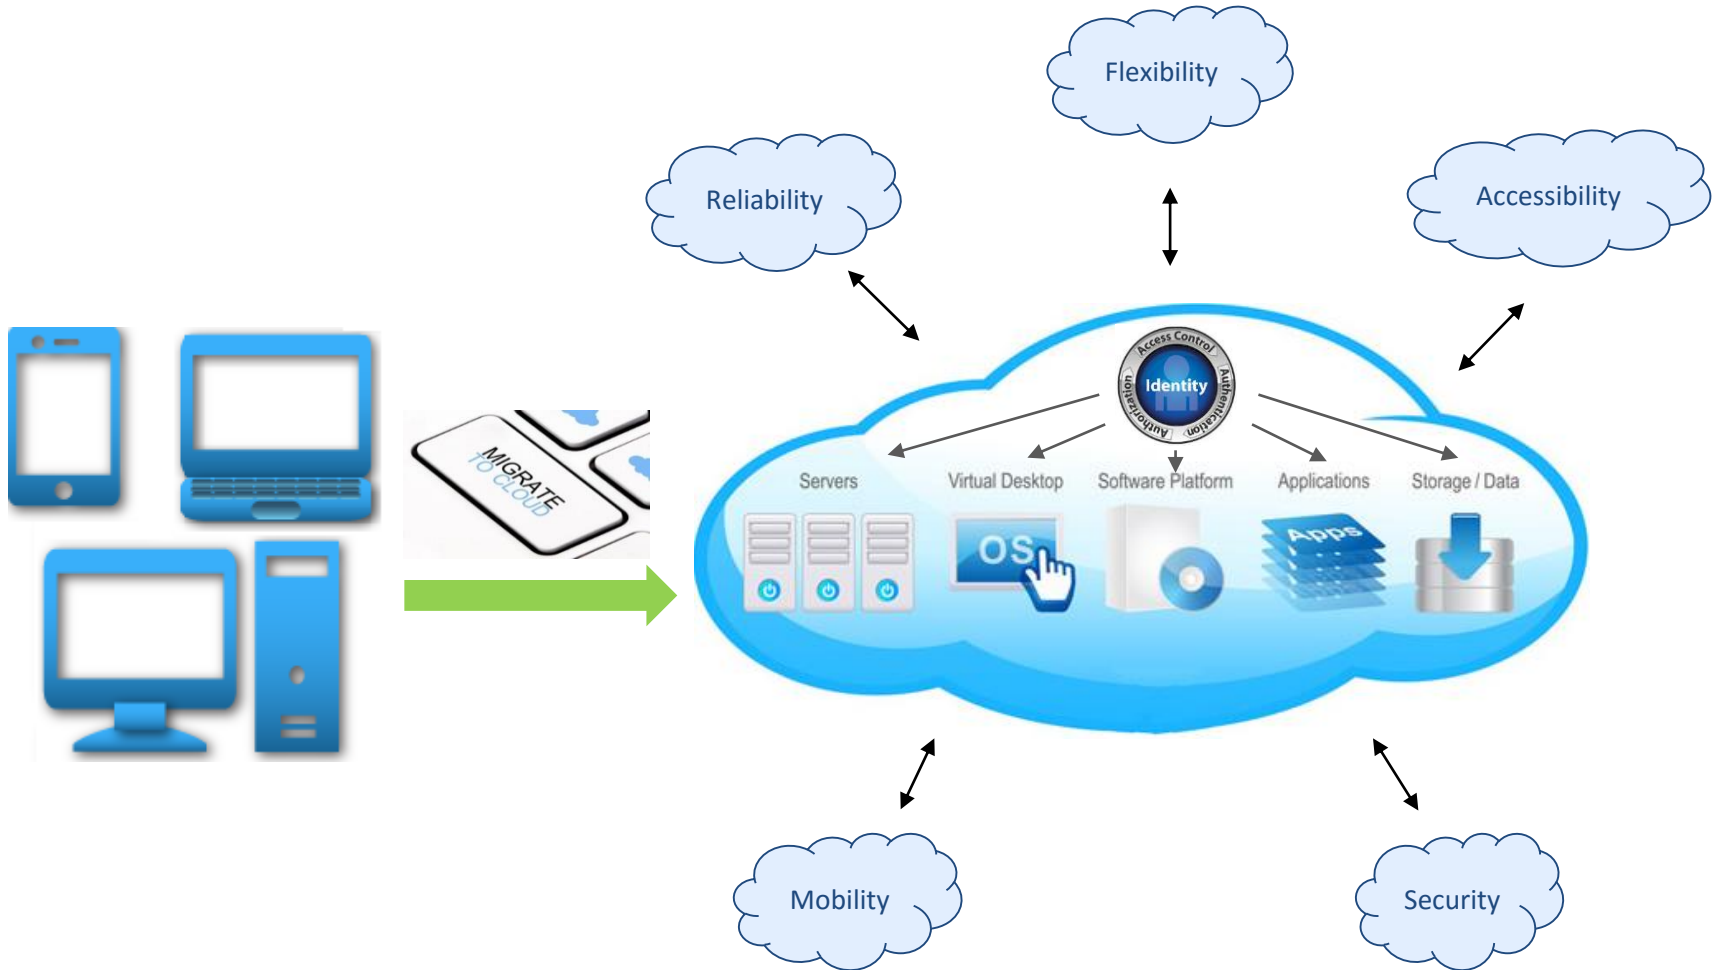 Flexibility
Reliability
Accessibility
Access Control
Identity
Authorization
Authentication
MIGRATE
TO CLOUD
Servers
Virtual Desktop
Software Platform
Applications
Storage / Data
OS
Apps
Mobility
Security